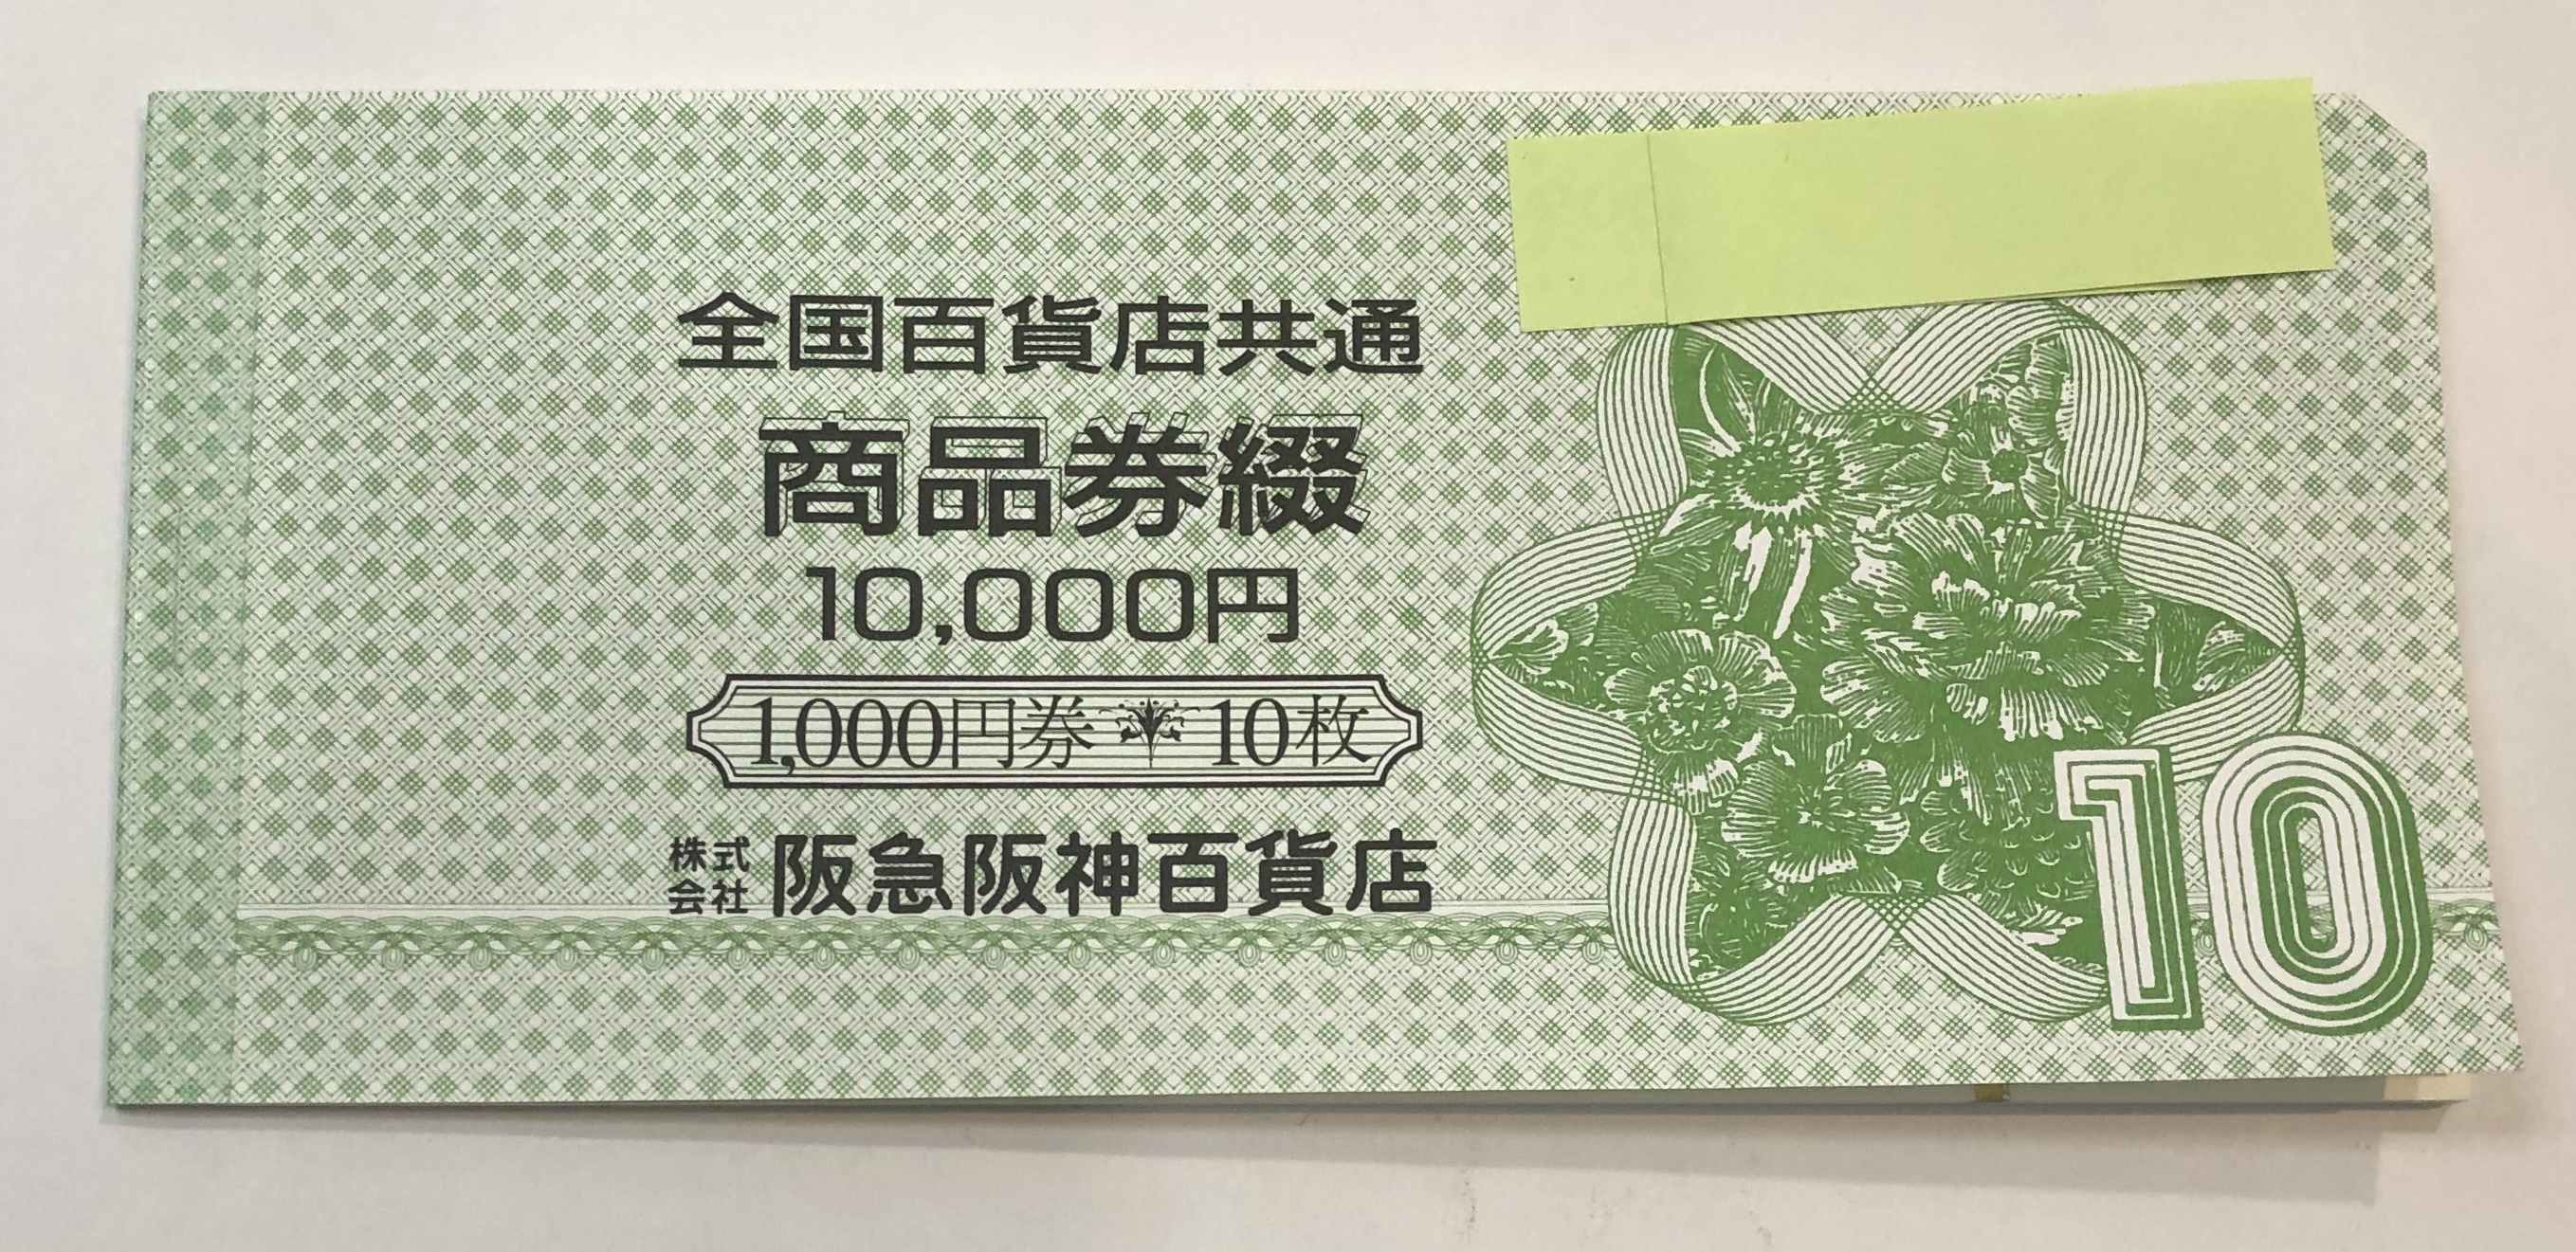 全国百貨店共通
商品券綴
10,000円
1,000円券 10枚
株式会社 阪急阪神百貨店
10